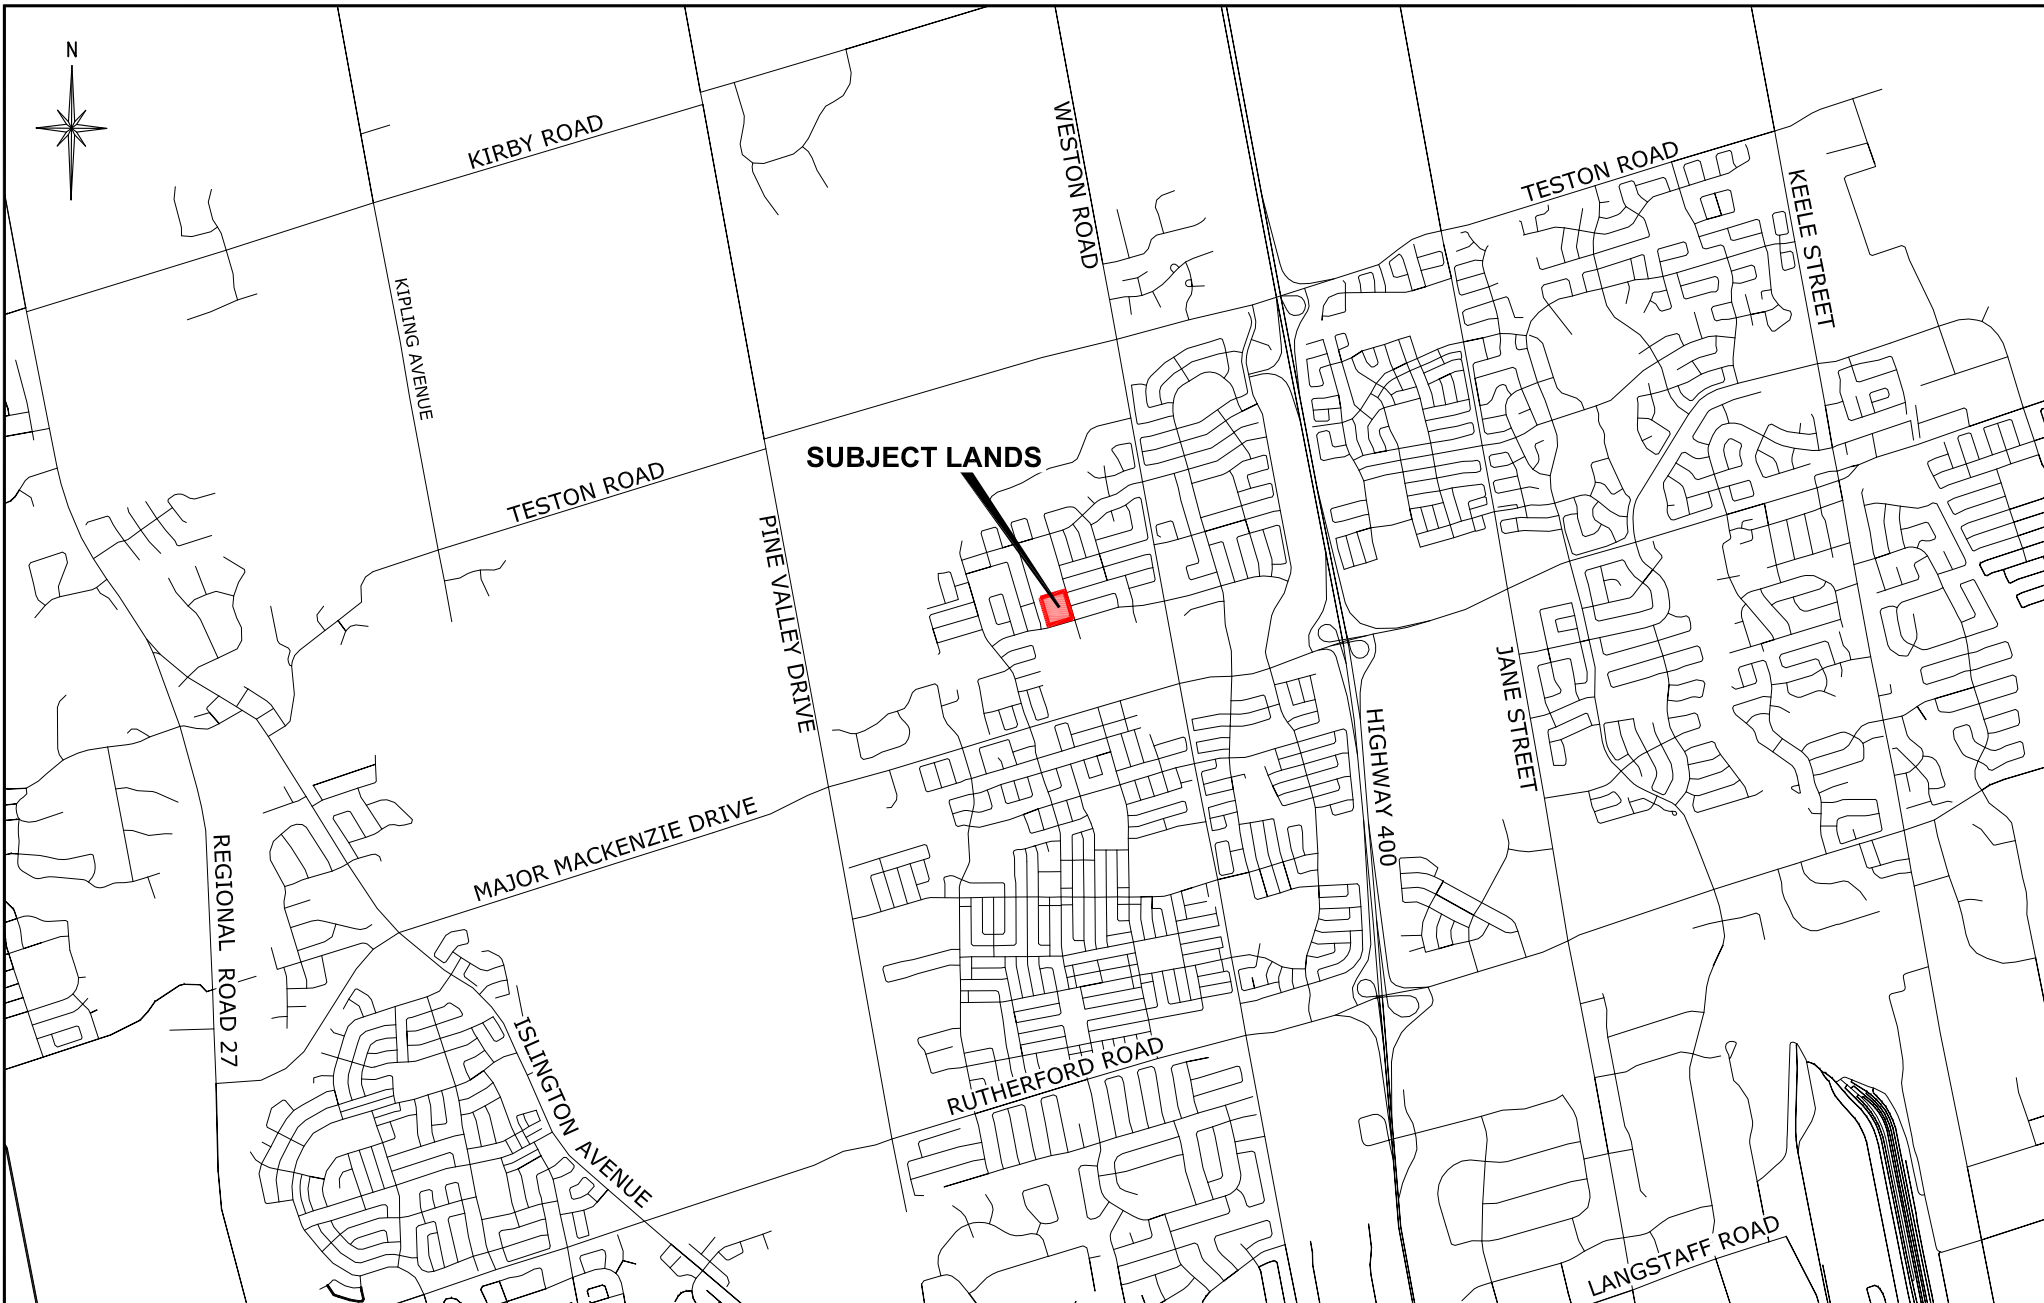 N
KIRBY ROAD
WESTON ROAD
TESTON ROAD
KEELE STREET
KIPLING AVENUE
SUBJECT LANDS
TESTON ROAD
PINE VALLEY DRIVE
JANE STREET
HIGHWAY 400
MAJOR MACKENZIE DRIVE
REGIONAL ROAD 27
ISLINGTON AVENUE
RUTHERFORD ROAD
LANGSTAFF ROAD